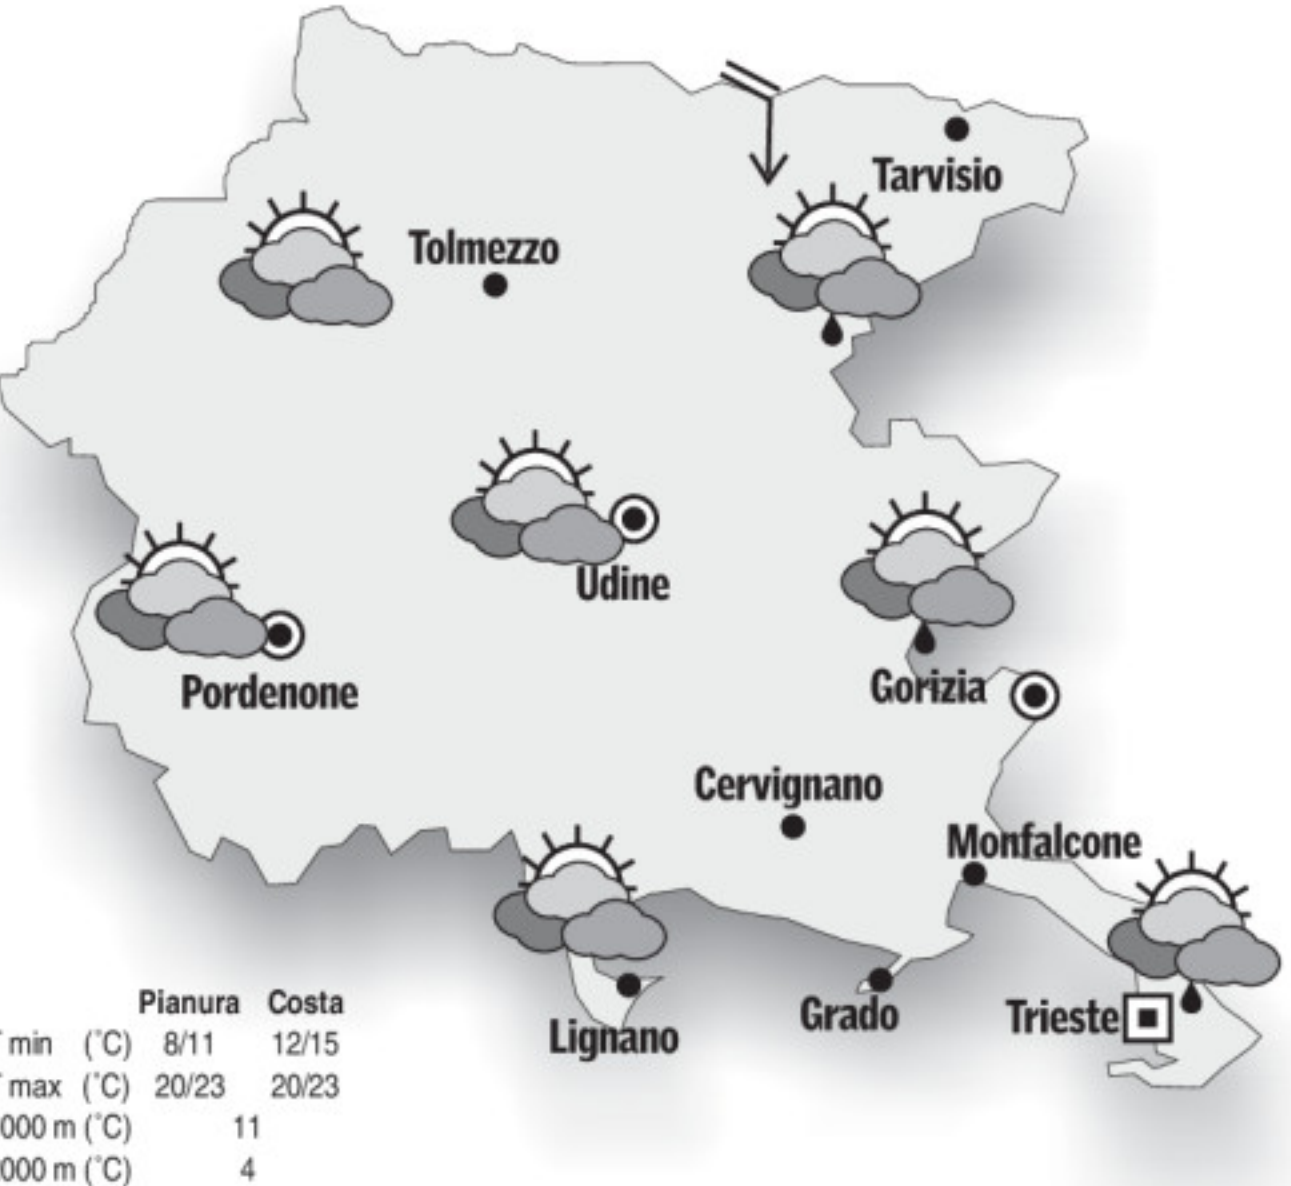 Tarvisio
Tolmezzo
Udine
Pordenone
Gorizia
Cervignano
Monfalcone
Grado
Trieste
Lignano
Pianura Costa
min (°C) 8/11 12/15
max (°C) 20/23 20/23
000 m (°C) 11
000 m (°C) 4